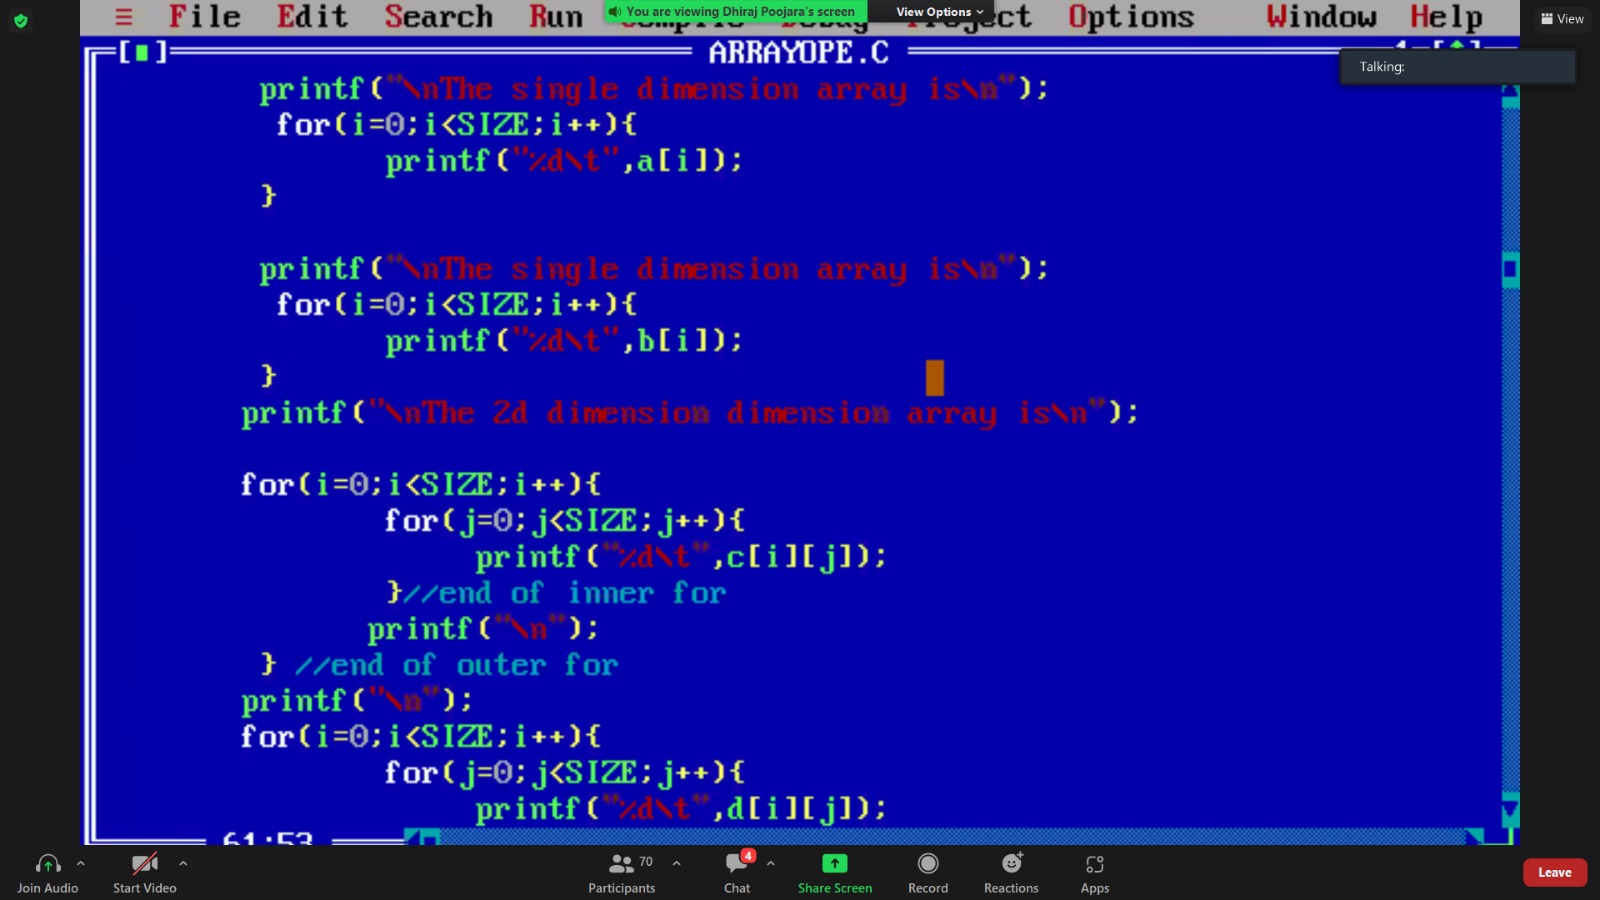 File Edit Search Run Options Window Help
You are viewing Dhiraj Poojara's screen View Options
View
[■] ARRAYOPE.C
Talking:
printf("\nThe single dimension array is\n");
for(i=0;i<SIZE;i++){
printf("%d\t",a[i]);
}
printf("\nThe single dimension array is\n");
for(i=0;i<SIZE;i++){
printf("%d\t",b[i]);
}
printf("\nThe 2d dimension dimension array is\n");
for(i=0;i<SIZE;i++){
for(j=0;j<SIZE;j++){
printf("%d\t",c[i][j]);
}//end of inner for
printf("\n");
} //end of outer for
printf("\n");
for(i=0;i<SIZE;i++){
for(j=0;j<SIZE;j++){
printf("%d\t",d[i][j]);
61:53
70 4
Join Audio Start Video Participants Chat Share Screen Record Reactions Apps Leave